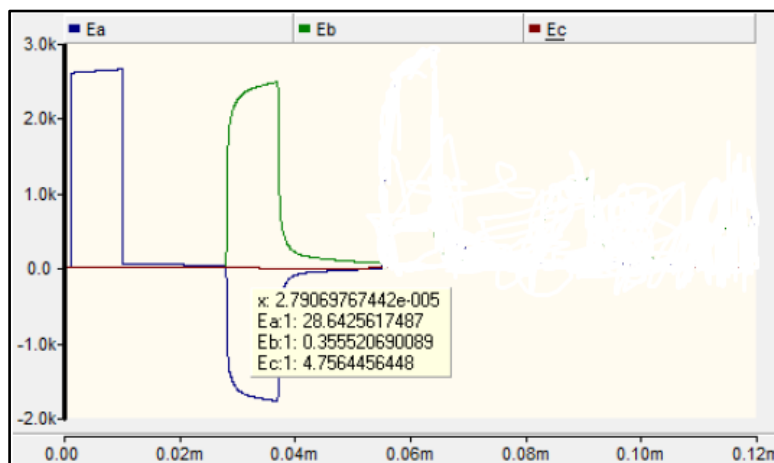 Ea Eb Ec
3.0k
2.0k
1.0k
0.0
-1.0k
-2.0k
x: 2.79069767442e-005
Ea:1: 28.6425617487
Eb:1: 0.355520690089
Ec:1: 4.7564456448
0.00 0.02m 0.04m 0.06m 0.08m 0.10m 0.12m